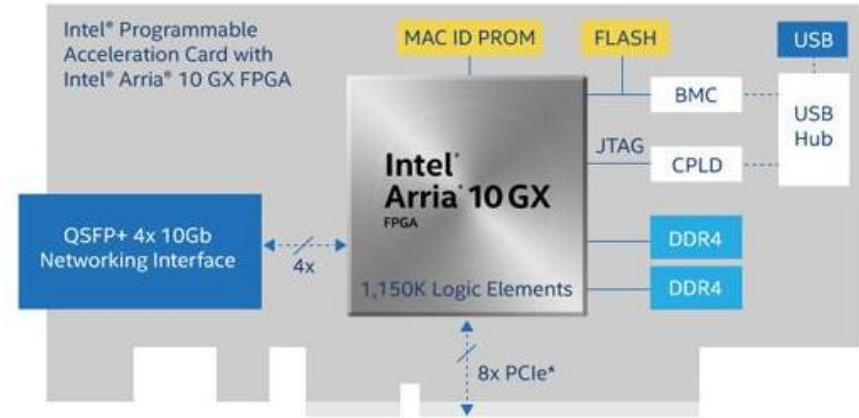 Intel® Programmable
Acceleration Card with
Intel® Arria® 10 GX FPGA
MAC ID PROM
FLASH
USB
BMC
USB
Hub
JTAG
CPLD
Intel®
Arria® 10 GX
FPGA
1,150K Logic Elements
QSFP+ 4x 10Gb
Networking Interface
4x
DDR4
DDR4
8x PCIe*